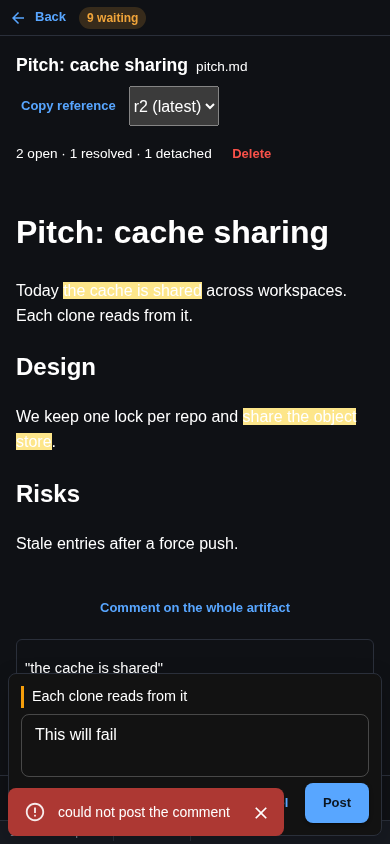 Back 9 waiting
Pitch: cache sharing pitch.md
Copy reference r2 (latest)
2 open · 1 resolved · 1 detached Delete
Pitch: cache sharing
Today the cache is shared across workspaces.
Each clone reads from it.
Design
We keep one lock per repo and share the object
store.
Risks
Stale entries after a force push.
Comment on the whole artifact
"the cache is shared"
Each clone reads from it
This will fail
Post
could not post the comment